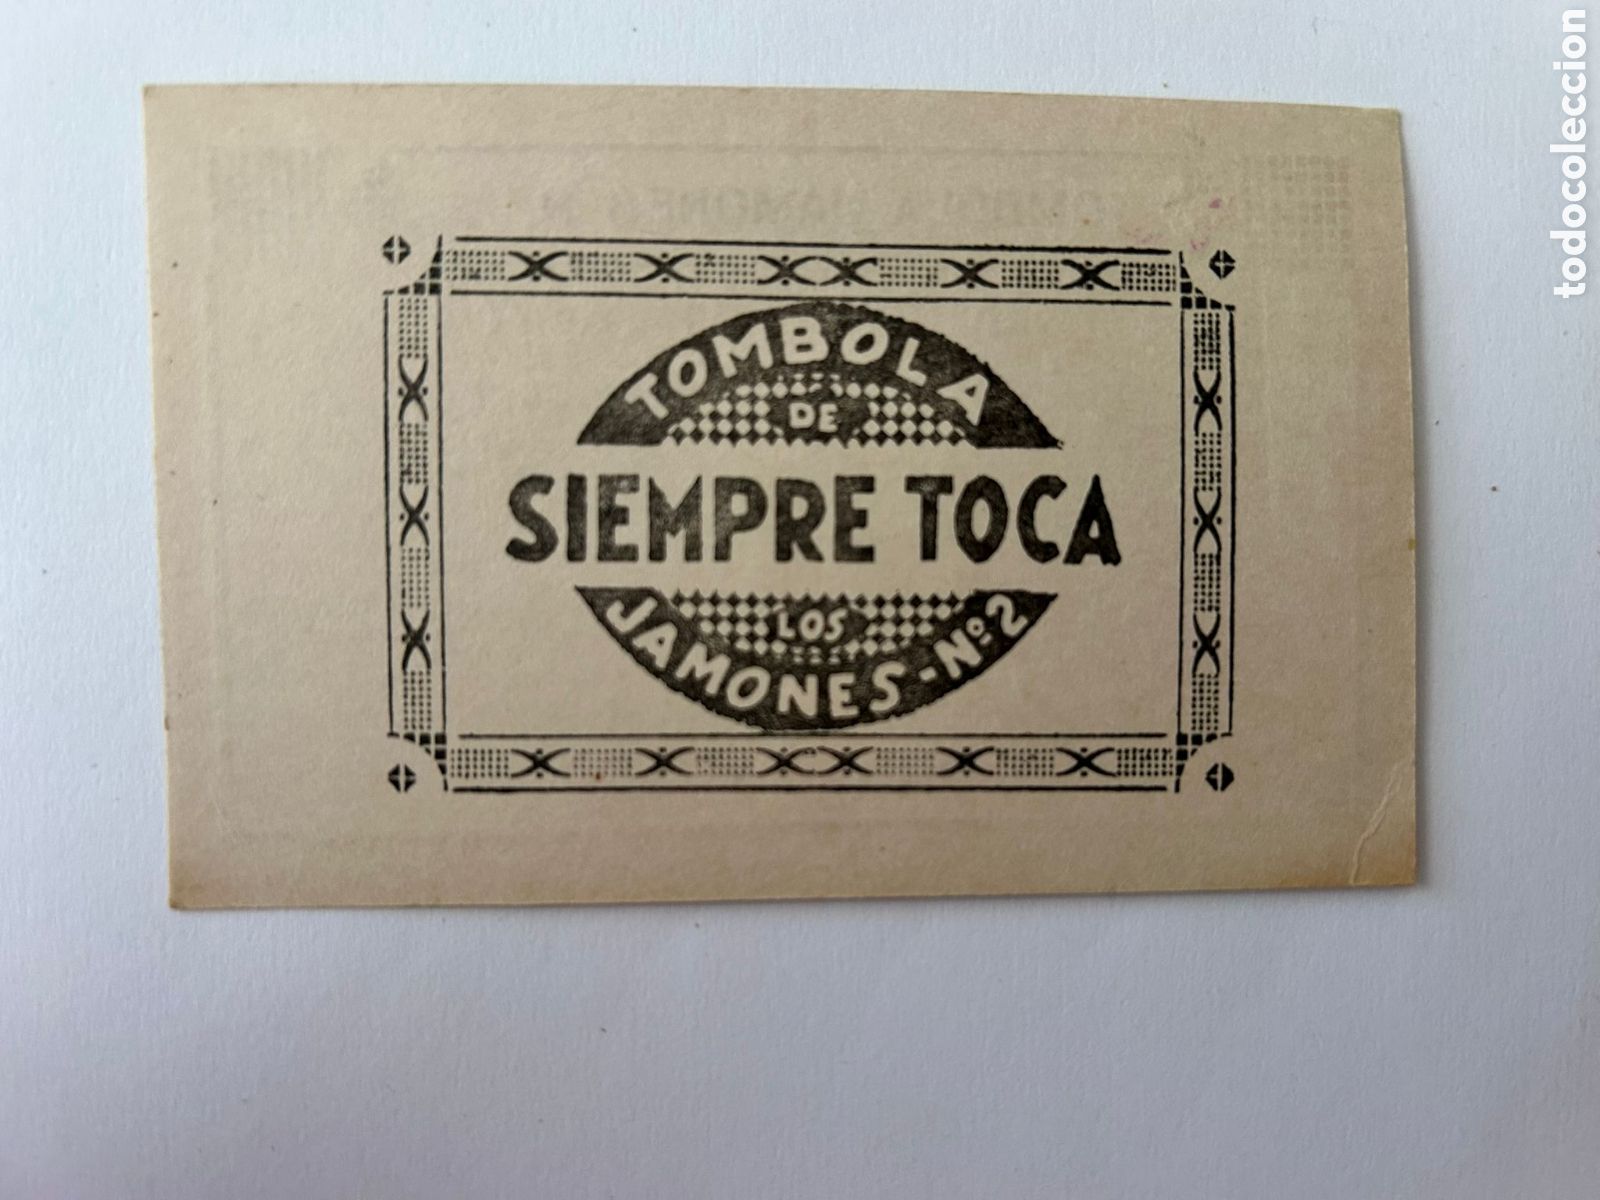 TOMBOLA
DE
SIEMPRE TOCA
LOS
JAMONES - Nº 2
todocoleccion